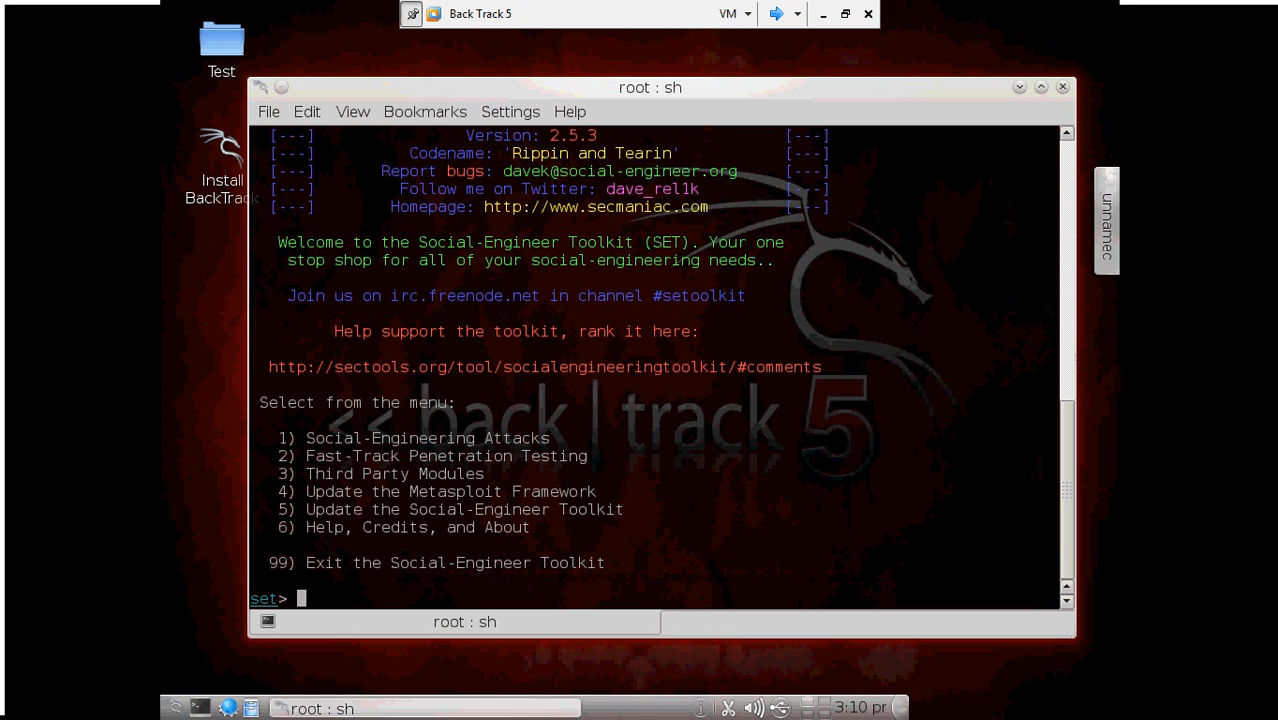 Back Track 5
VM
Test
root : sh
File Edit View Bookmarks Settings Help
[---] Version: 2.5.3 [---]
[---] Codename: 'Rippin and Tearin' [---]
[---] Report bugs: davek@social-engineer.org [---]
[---] Follow me on Twitter: dave_rel1k [---]
[---] Homepage: http://www.secmaniac.com [---]
Install
BackTrack
unnamec
Welcome to the Social-Engineer Toolkit (SET). Your one
stop shop for all of your social-engineering needs..
Join us on irc.freenode.net in channel #setoolkit
Help support the toolkit, rank it here:
http://sectools.org/tool/socialengineeringtoolkit/#comments
Select from the menu:
<< back | track 5
1) Social-Engineering Attacks
2) Fast-Track Penetration Testing
3) Third Party Modules
4) Update the Metasploit Framework
5) Update the Social-Engineer Toolkit
6) Help, Credits, and About
99) Exit the Social-Engineer Toolkit
set>
root : sh
root : sh
3:10 pr